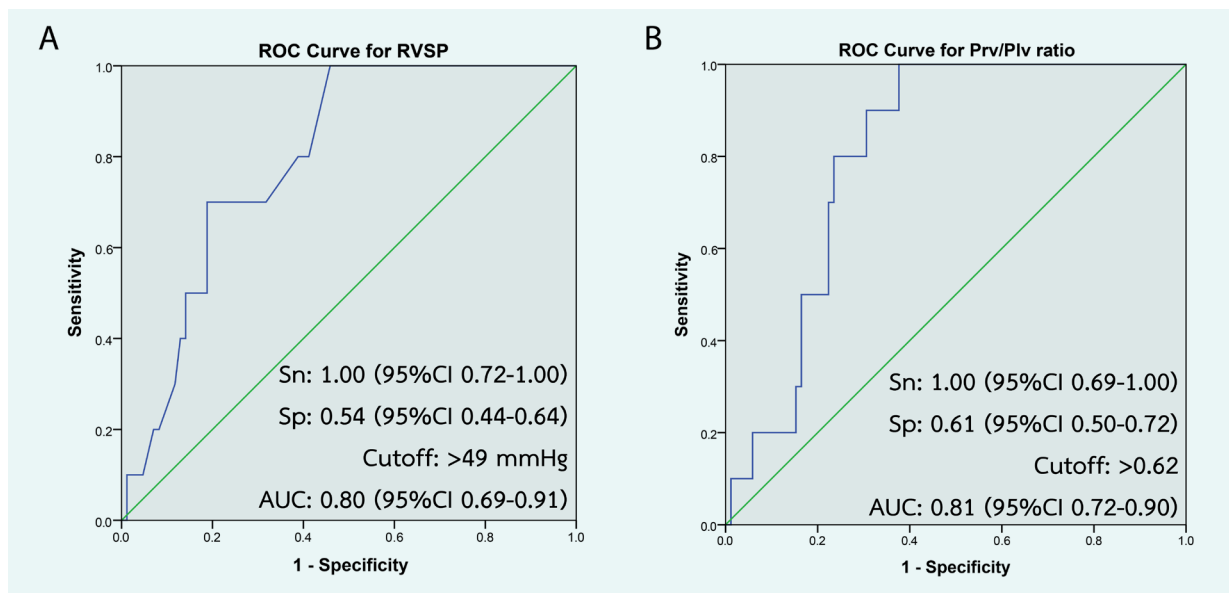 A
ROC Curve for RVSP
1.0
0.8
0.6
0.4
0.2
0.0
Sensitivity
Sn: 1.00 (95%CI 0.72-1.00)
Sp: 0.54 (95%CI 0.44-0.64)
Cutoff: >49 mmHg
AUC: 0.80 (95%CI 0.69-0.91)
0.0 0.2 0.4 0.6 0.8 1.0
1 - Specificity
B
ROC Curve for Prv/Plv ratio
1.0
0.8
0.6
0.4
0.2
0.0
Sensitivity
Sn: 1.00 (95%CI 0.69-1.00)
Sp: 0.61 (95%CI 0.50-0.72)
Cutoff: >0.62
AUC: 0.81 (95%CI 0.72-0.90)
0.0 0.2 0.4 0.6 0.8 1.0
1 - Specificity